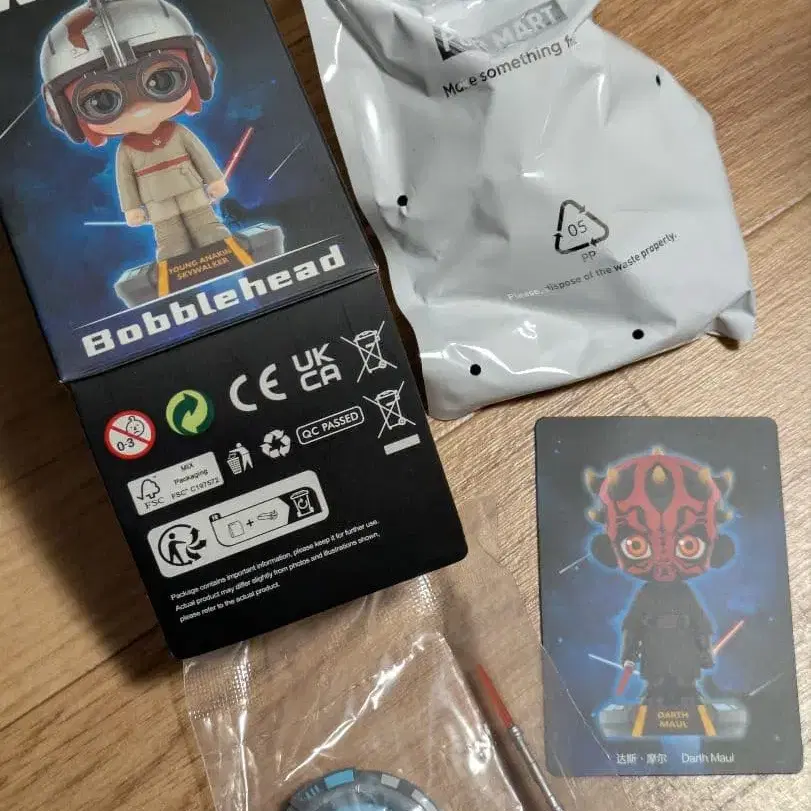 YOUNG ANAKIN
SKYWALKER
Bobblehead
CE
UK
CA
0-3
MIX
Packaging
FSC
FSC® C197572
QC PASSED
FR
+
Package contains important information, please keep it for further use.
Actual product may differ slightly from photos and illustrations shown,
please refer to the actual product.
MART
something
05
PP
Please dispose of the waste properly.
DARTH
MAUL
达斯·摩尔 Darth Maul